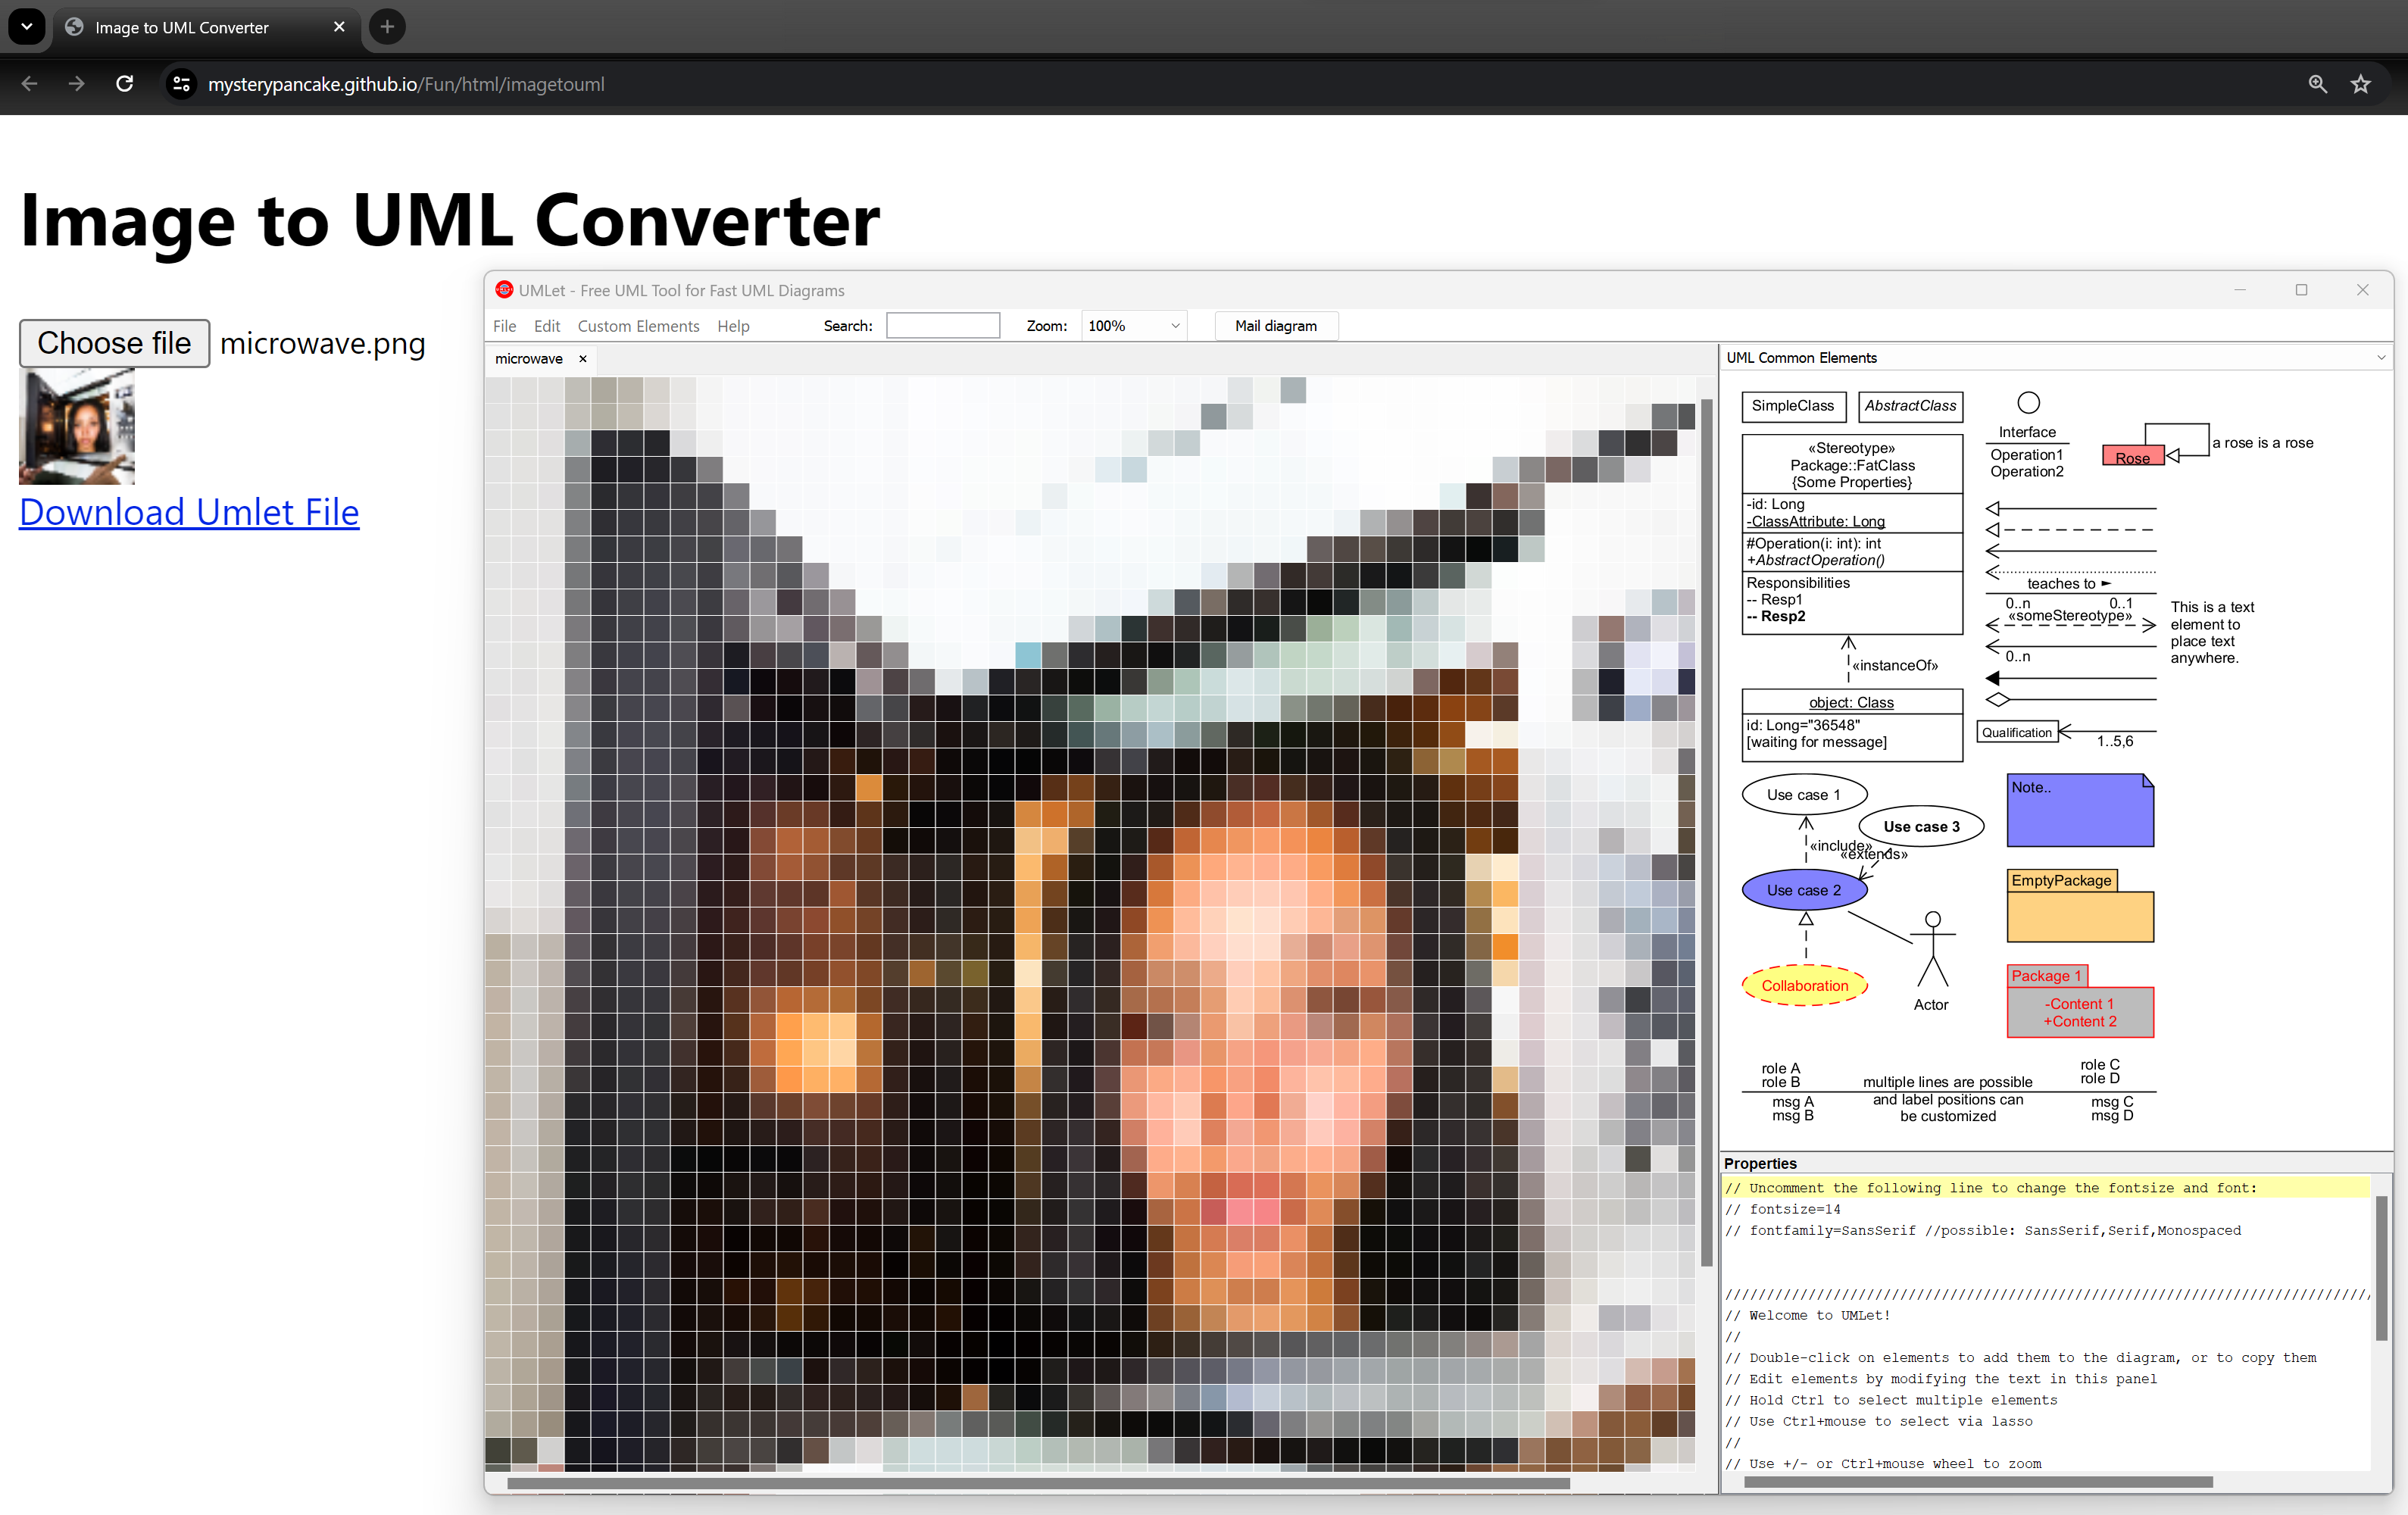 Image to UML Converter
mysterypancake.github.io/Fun/html/imagetouml
Image to UML Converter
Choose file microwave.png
Download Umlet File
UMLet - Free UML Tool for Fast UML Diagrams
File Edit Custom Elements Help Search: Zoom: 100% Mail diagram
microwave
UML Common Elements
SimpleClass
AbstractClass
«Stereotype»
Package::FatClass
{Some Properties}
-id: Long
-ClassAttribute: Long
#Operation(i: int): int
+AbstractOperation()
Responsibilities
-- Resp1
-- Resp2
«instanceOf»
object: Class
id: Long="36548"
[waiting for message]
Interface
Operation1
Operation2
Rose
a rose is a rose
teaches to ►
0..n 0..1
«someStereotype»
0..n
This is a text
element to
place text
anywhere.
Qualification
1..5,6
Use case 1
Use case 3
«include»
«extends»
Use case 2
Collaboration
Actor
Note..
EmptyPackage
Package 1
-Content 1
+Content 2
role A
role B
msg A
msg B
multiple lines are possible
and label positions can
be customized
role C
role D
msg C
msg D
Properties
// Uncomment the following line to change the fontsize and font:
// fontsize=14
// fontfamily=SansSerif //possible: SansSerif,Serif,Monospaced
//////////////////////////////////////////////////////////////////////////////
// Welcome to UMLet!
//
// Double-click on elements to add them to the diagram, or to copy them
// Edit elements by modifying the text in this panel
// Hold Ctrl to select multiple elements
// Use Ctrl+mouse to select via lasso
//
// Use +/- or Ctrl+mouse wheel to zoom